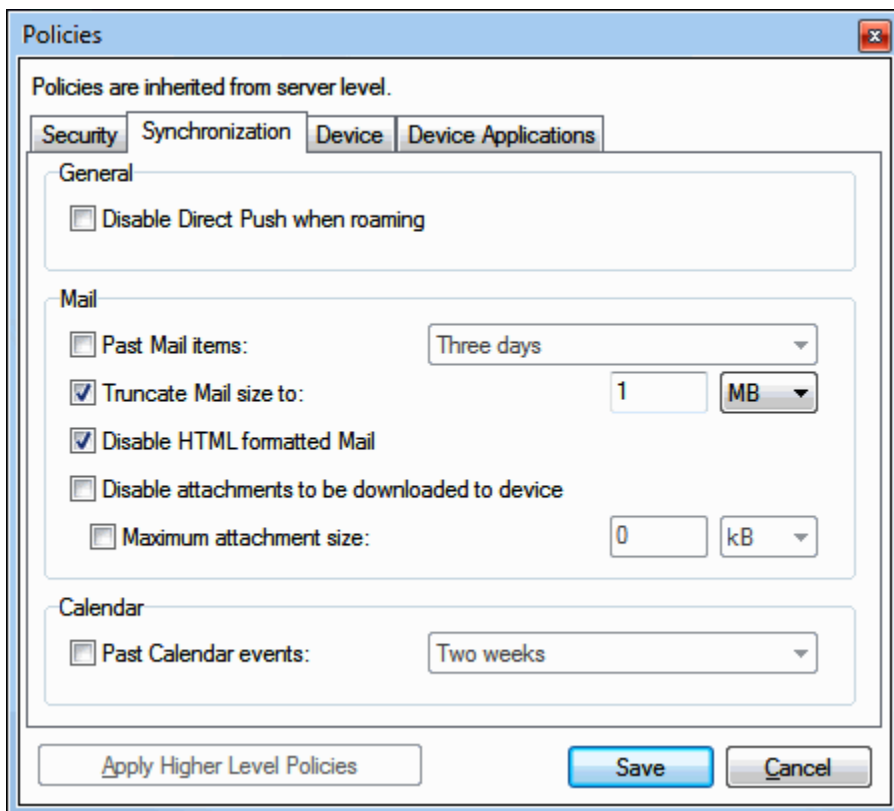 Policies
Policies are inherited from server level.
Security Synchronization Device Device Applications
General
Disable Direct Push when roaming
Mail
Past Mail items: Three days
Truncate Mail size to: 1 MB
Disable HTML formatted Mail
Disable attachments to be downloaded to device
Maximum attachment size: 0 kB
Calendar
Past Calendar events: Two weeks
Apply Higher Level Policies Save Cancel